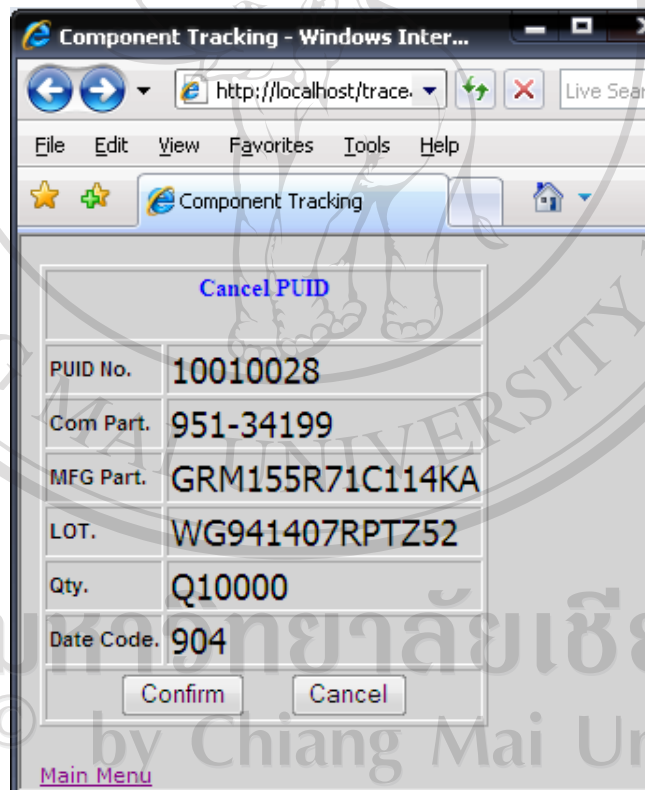 Component Tracking - Windows Inter...
http://localhost/trace.
Live Sear
File Edit View Favorites Tools Help
Component Tracking
Cancel PUID
PUID No. 10010028
Com Part. 951-34199
MFG Part. GRM155R71C114KA
LOT. WG941407RPTZ52
Qty. Q10000
Date Code. 904
Confirm Cancel
Main Menu
MAI UNIVERSITY
มหาวิทยาลัยเชีย
© by Chiang Mai Un